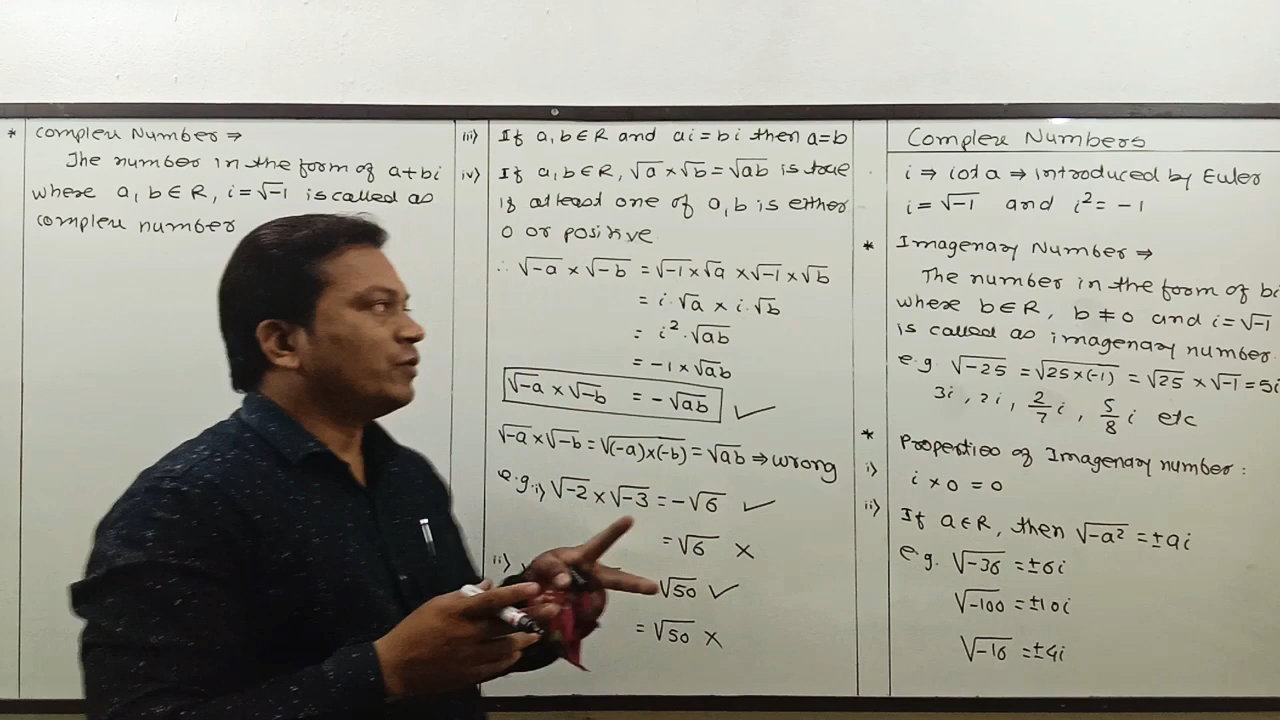 * Complex Number ⇒
The number in the form of a+bi
where a, b ∈ R, i = √-1 is called as
complex number
iii) If a, b ∈ R and ai = bi then a=b
iv) If a, b ∈ R, √a × √b = √ab is true
if atleast one of a, b is either
0 or positive
∴ √-a × √-b = √-1 × √a × √-1 × √b
= i · √a × i · √b
= i² · √ab
= -1 × √ab
√-a × √-b = -√ab ✓
√-a × √-b = √(-a)×(-b) = √ab ⇒ wrong
e.g. i) √-2 × √-3 = -√6 ✓
= √6 ×
ii)
√50 ✓
= √50 ×
Complex Numbers
i ⇒ iota ⇒ introduced by Euler
i = √-1 and i² = -1
* Imagenary Number ⇒
The number in the form of bi
where b ∈ R, b ≠ 0 and i = √-1
is called as imagenary number.
e.g. √-25 = √25×(-1) = √25 × √-1 = 5i
3i, 2i, 2/7 i, 5/8 i etc
* Properties of Imagenary number:
i) i × 0 = 0
ii) If a ∈ R, then √-a² = ±ai
e.g. √-36 = ±6i
√-100 = ±10i
√-16 = ±4i